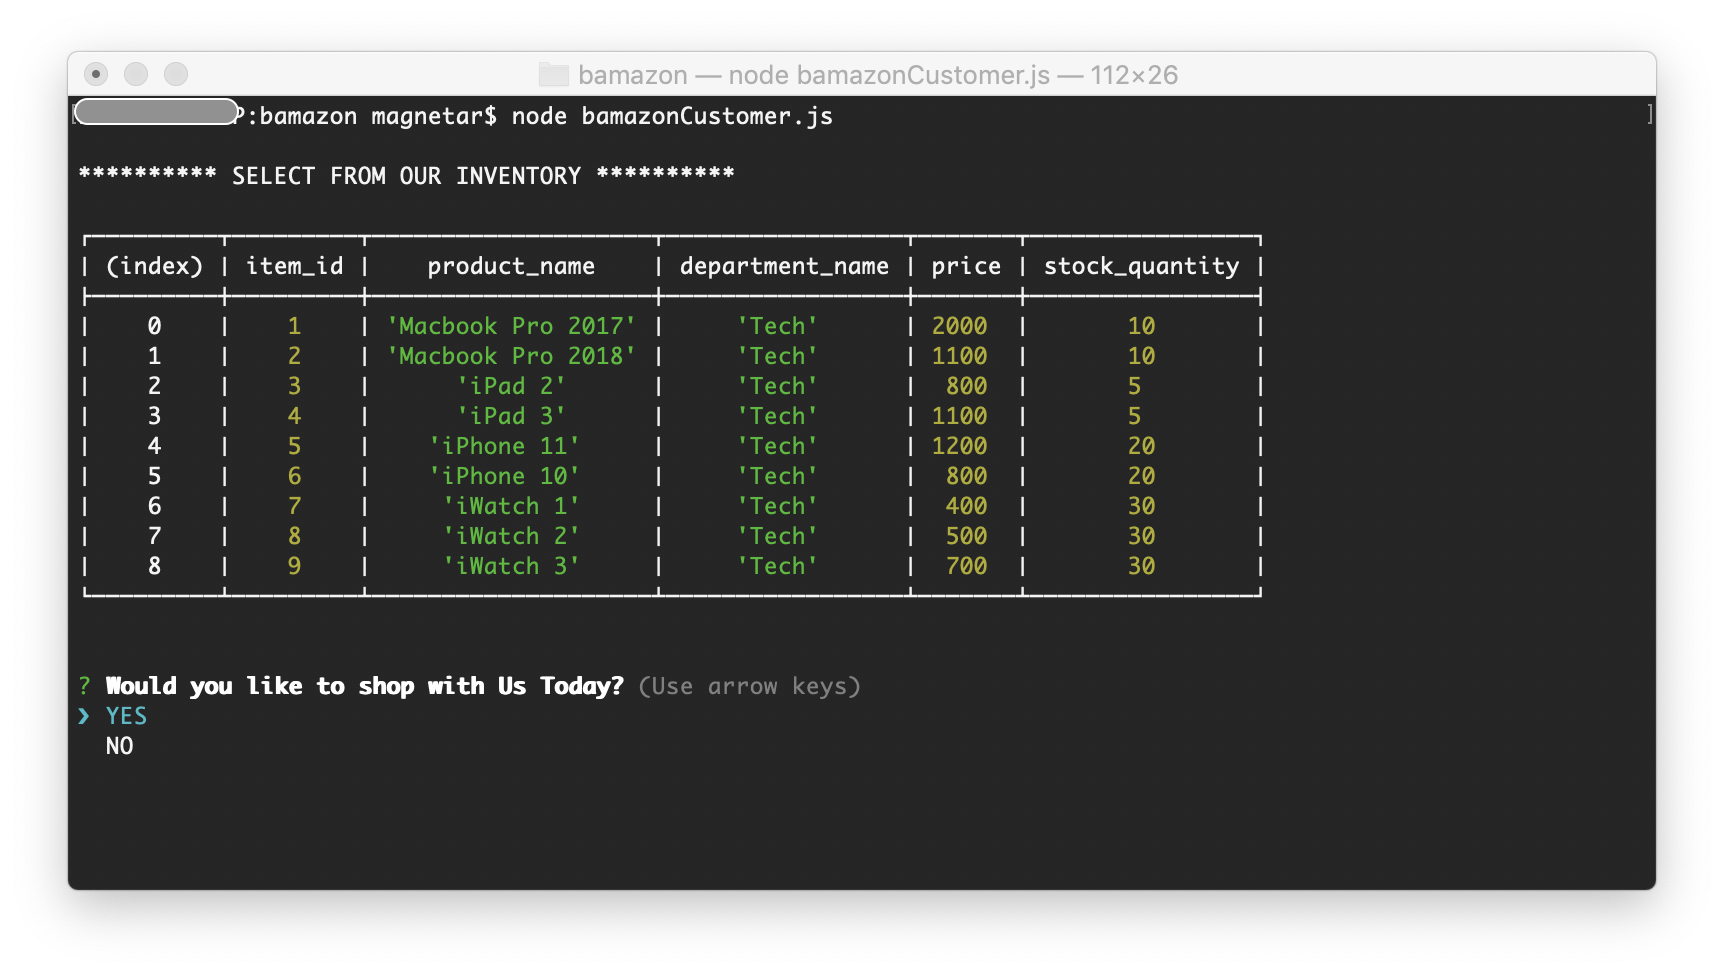 bamazon — node bamazonCustomer.js — 112×26
P:bamazon magnetar$ node bamazonCustomer.js
********** SELECT FROM OUR INVENTORY **********
(index) item_id product_name department_name price stock_quantity
0 1 'Macbook Pro 2017' 'Tech' 2000 10
1 2 'Macbook Pro 2018' 'Tech' 1100 10
2 3 'iPad 2' 'Tech' 800 5
3 4 'iPad 3' 'Tech' 1100 5
4 5 'iPhone 11' 'Tech' 1200 20
5 6 'iPhone 10' 'Tech' 800 20
6 7 'iWatch 1' 'Tech' 400 30
7 8 'iWatch 2' 'Tech' 500 30
8 9 'iWatch 3' 'Tech' 700 30
? Would you like to shop with Us Today? (Use arrow keys)
❯ YES
NO